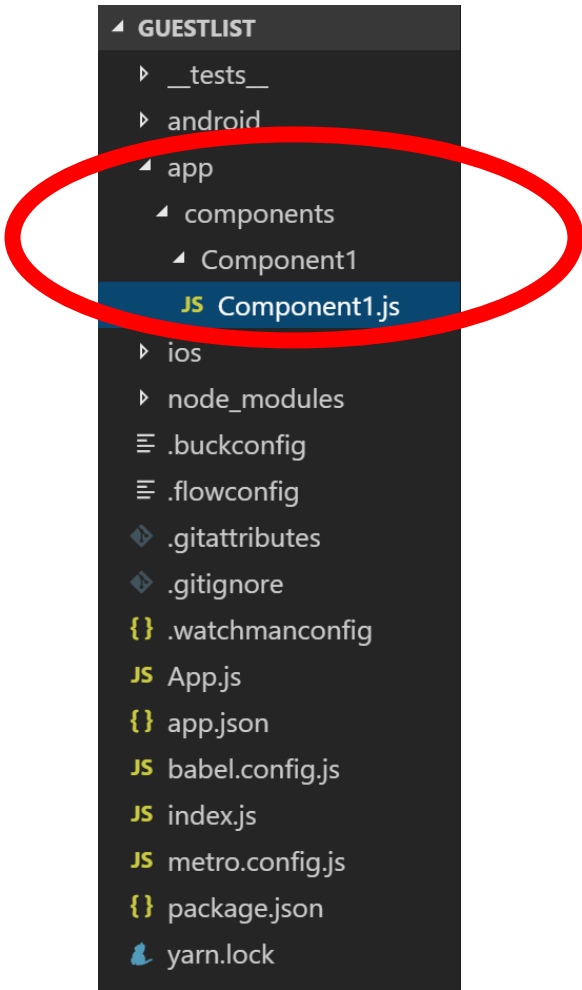 GUESTLIST
__tests__
android
app
components
Component1
JS Component1.js
ios
node_modules
.buckconfig
.flowconfig
.gitattributes
.gitignore
{} .watchmanconfig
JS App.js
{} app.json
JS babel.config.js
JS index.js
JS metro.config.js
{} package.json
yarn.lock